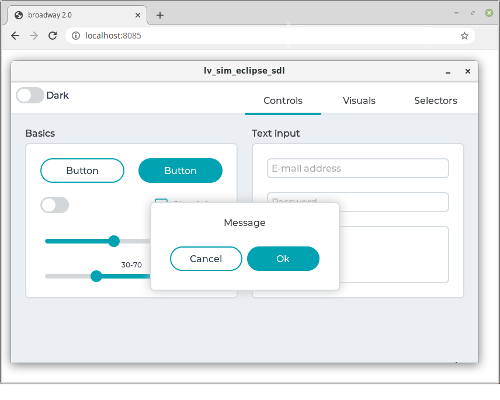 broadway 2.0
localhost:8085
lv_sim_eclipse_sdl
Dark
Controls Visuals Selectors
Basics
Text input
Button Button
E-mail address
Password
Message
Cancel Ok
30-70